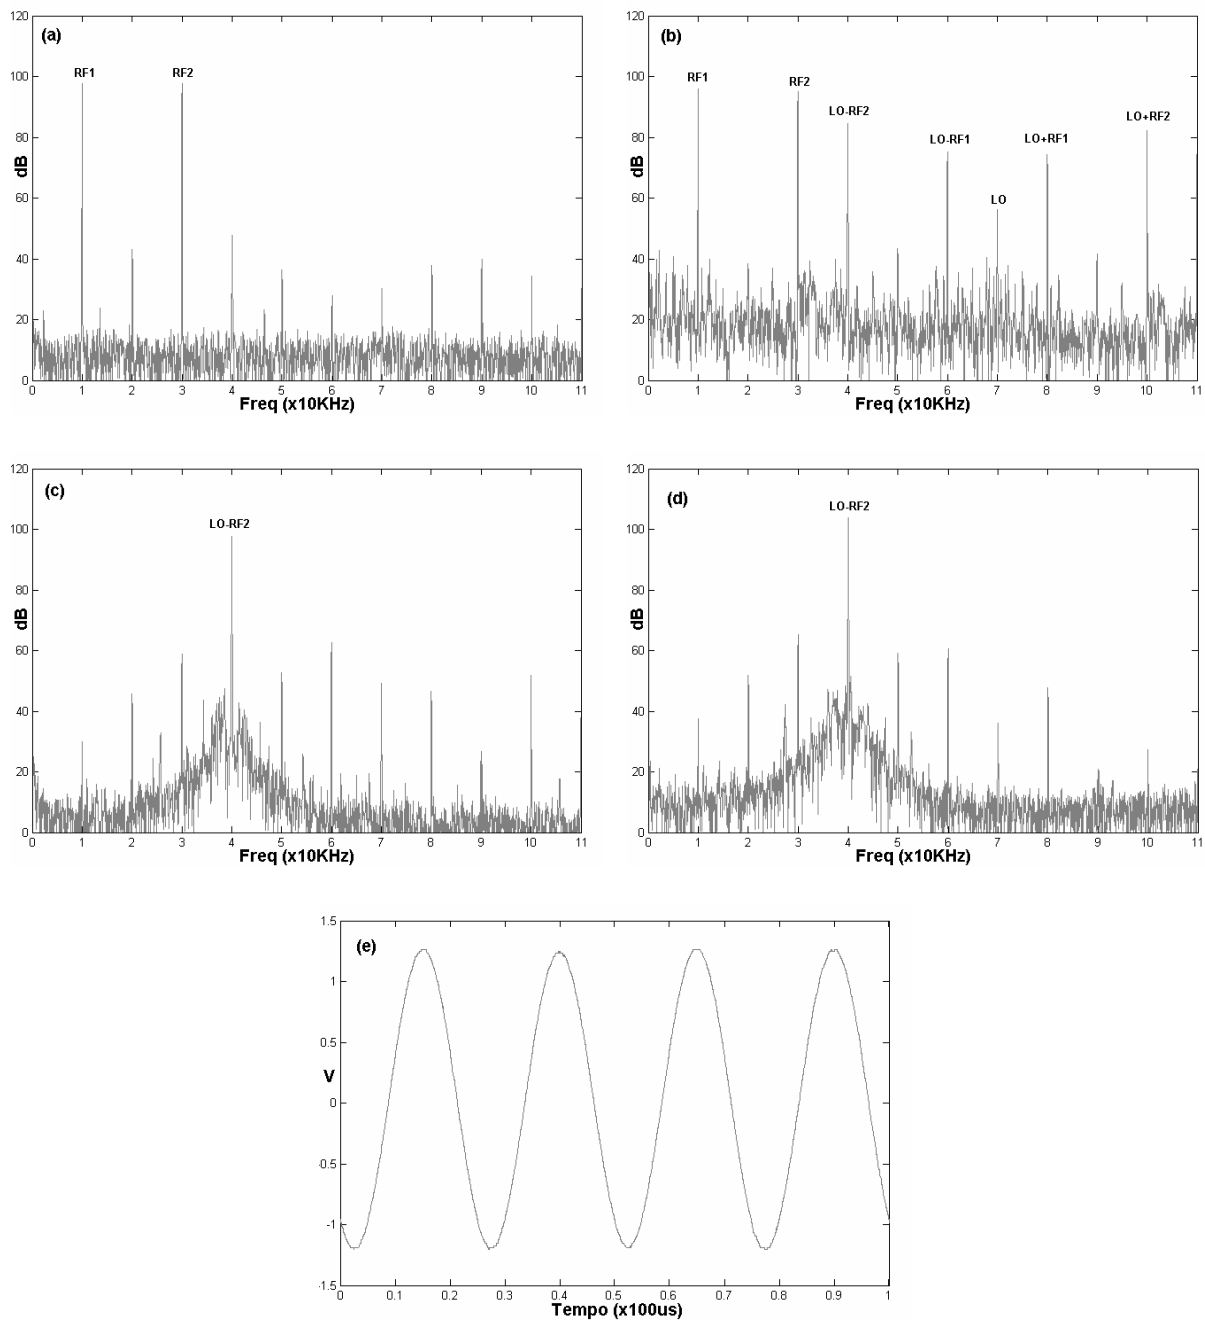 (a)
120
100
80
60
40
20
0
dB
RF1
RF2
0 1 2 3 4 5 6 7 8 9 10 11
Freq (x10KHz)
(b)
120
100
80
60
40
20
0
dB
RF1
RF2
LO-RF2
LO-RF1
LO
LO+RF1
LO+RF2
0 1 2 3 4 5 6 7 8 9 10 11
Freq (x10KHz)
(c)
120
100
80
60
40
20
0
dB
LO-RF2
0 1 2 3 4 5 6 7 8 9 10 11
Freq (x10KHz)
(d)
120
100
80
60
40
20
0
dB
LO-RF2
0 1 2 3 4 5 6 7 8 9 10 11
Freq (x10KHz)
(e)
1.5
1
0.5
V
0
-0.5
-1
-1.5
0 0.1 0.2 0.3 0.4 0.5 0.6 0.7 0.8 0.9 1
Tempo (x100us)